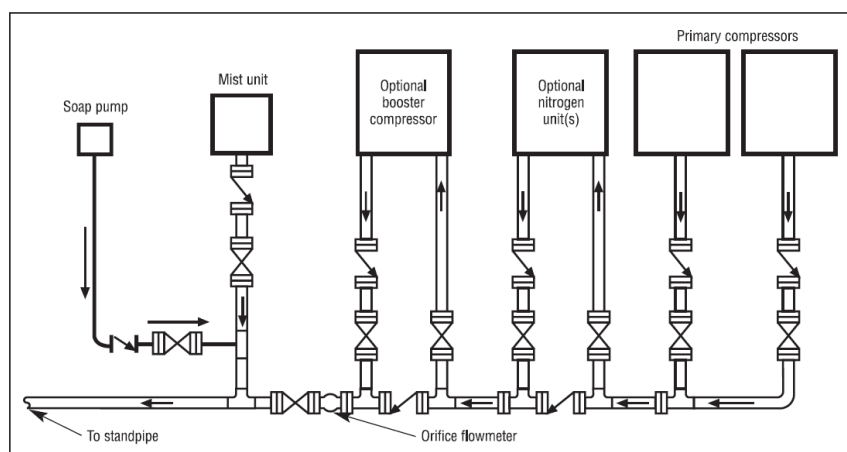 Primary compressors
Mist unit
Soap pump
Optional
booster
compressor
Optional
nitrogen
unit(s)
To standpipe
Orifice flowmeter